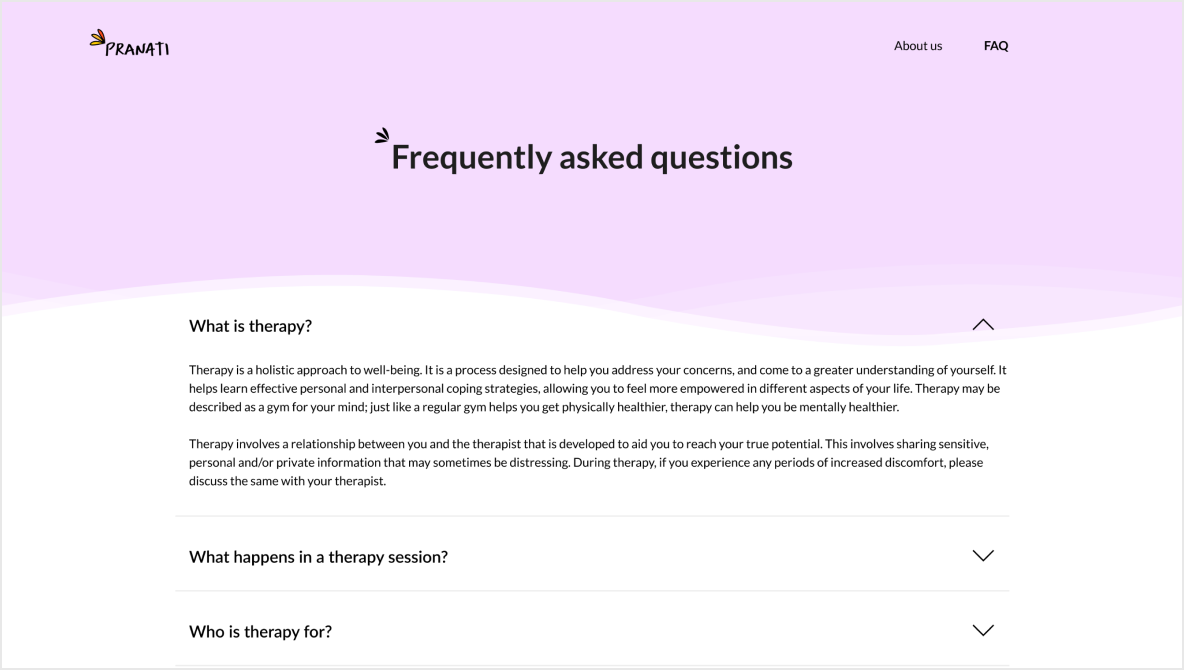 PRANATI
About us
FAQ
Frequently asked questions
What is therapy?
Therapy is a holistic approach to well-being. It is a process designed to help you address your concerns, and come to a greater understanding of yourself. It
helps learn effective personal and interpersonal coping strategies, allowing you to feel more empowered in different aspects of your life. Therapy may be
described as a gym for your mind; just like a regular gym helps you get physically healthier, therapy can help you be mentally healthier.
Therapy involves a relationship between you and the therapist that is developed to aid you to reach your true potential. This involves sharing sensitive,
personal and/or private information that may sometimes be distressing. During therapy, if you experience any periods of increased discomfort, please
discuss the same with your therapist.
What happens in a therapy session?
Who is therapy for?